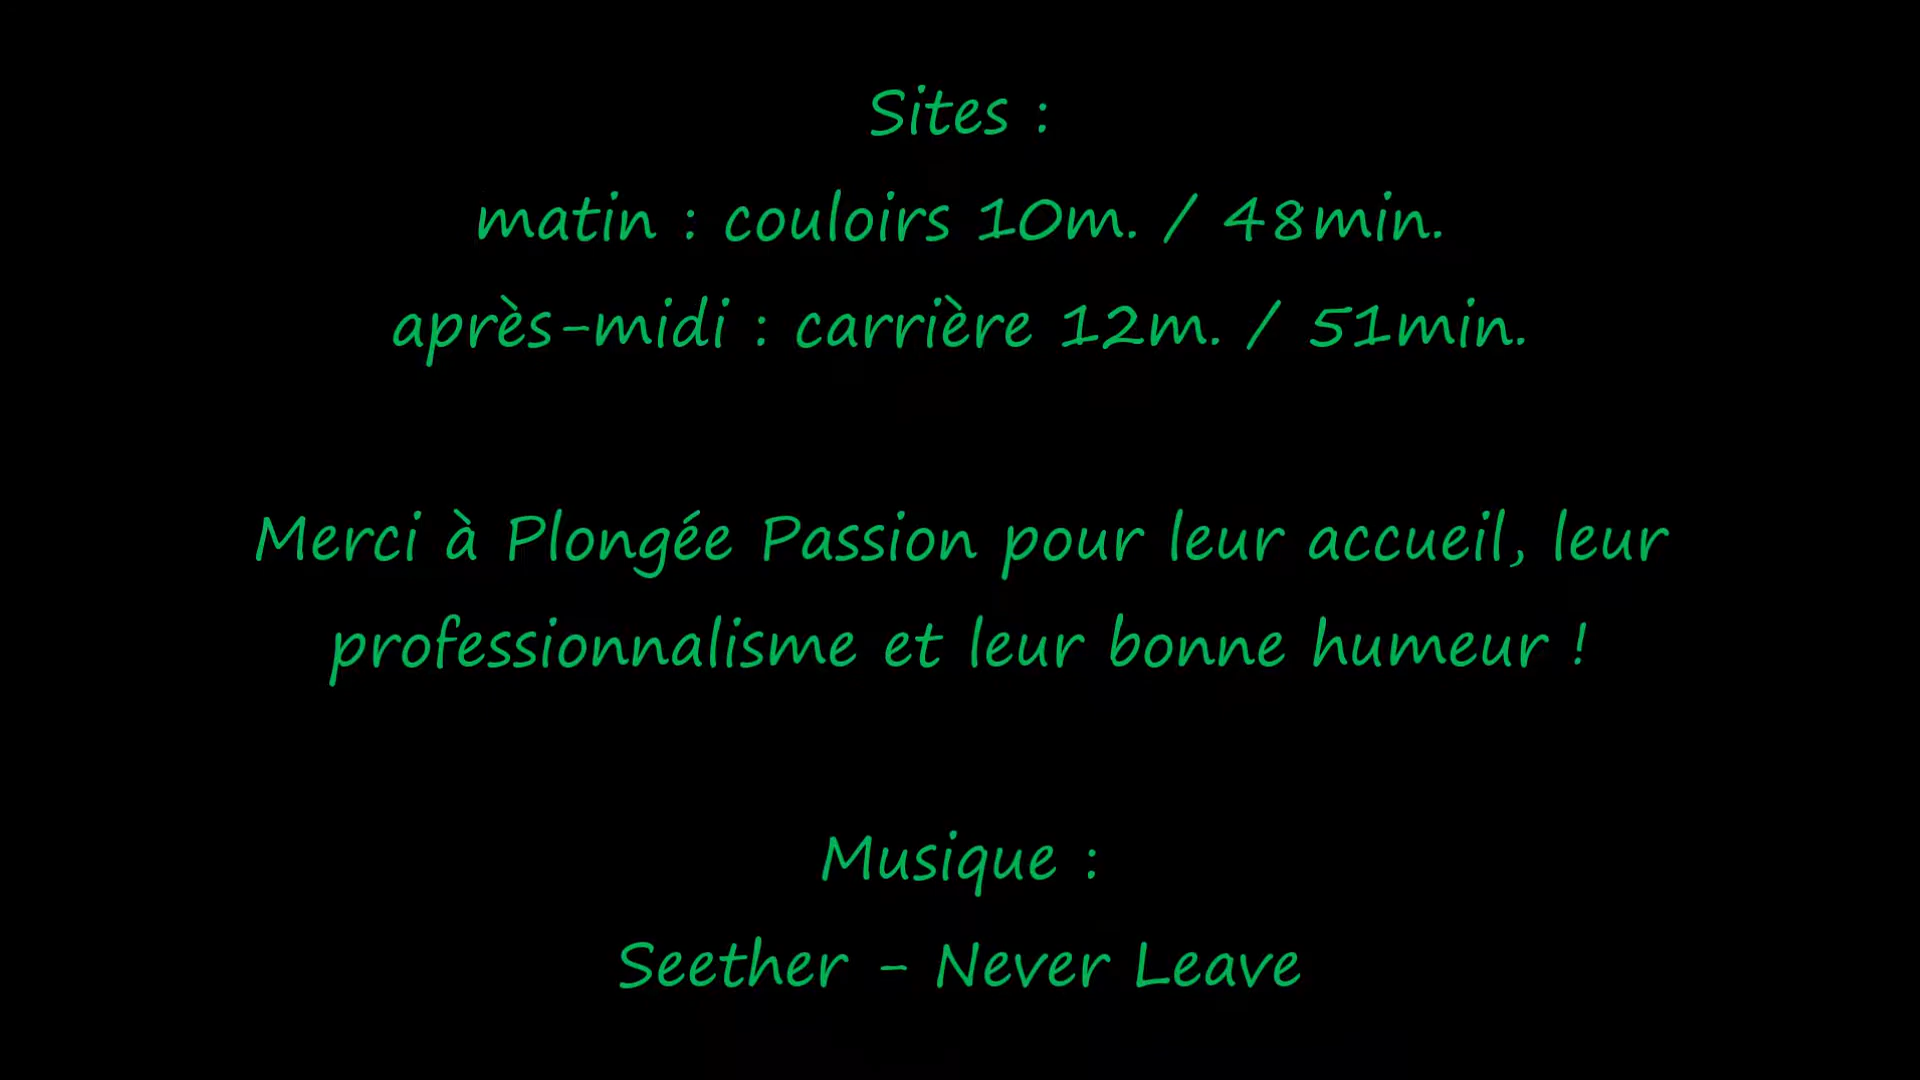 Sites :
matin : couloirs 10m. / 48min.
après-midi : carrière 12m. / 51min.
Merci à Plongée Passion pour leur accueil, leur
professionnalisme et leur bonne humeur !
Musique :
Seether - Never Leave